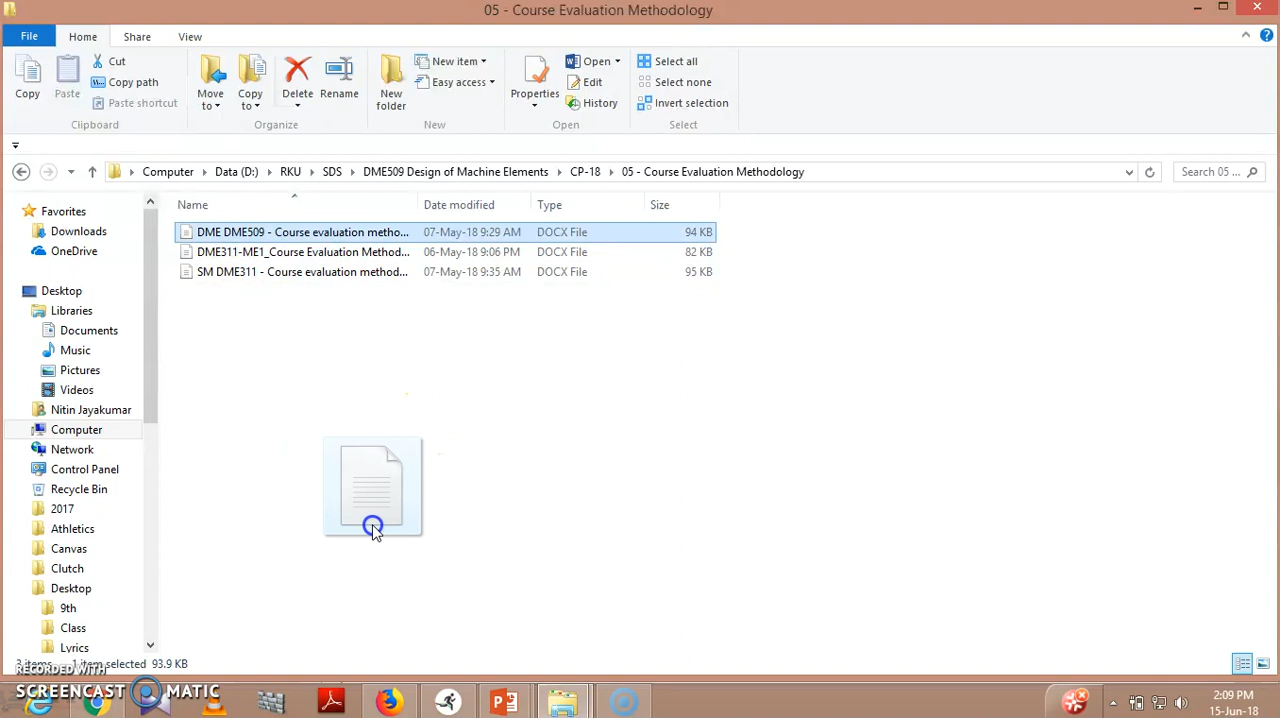 05 - Course Evaluation Methodology
File Home Share View
Copy
Paste
Cut
Copy path
Paste shortcut
Clipboard
Move to
Copy to
Delete
Rename
Organize
New folder
New item
Easy access
New
Properties
Open
Edit
History
Open
Select all
Select none
Invert selection
Select
Computer Data (D:) RKU SDS DME509 Design of Machine Elements CP-18 05 - Course Evaluation Methodology
Search 05 ...
Name Date modified Type Size
DME DME509 - Course evaluation metho... 07-May-18 9:29 AM DOCX File 94 KB
DME311-ME1_Course Evaluation Method... 06-May-18 9:06 PM DOCX File 82 KB
SM DME311 - Course evaluation method... 07-May-18 9:35 AM DOCX File 95 KB
Favorites
Downloads
OneDrive
Desktop
Libraries
Documents
Music
Pictures
Videos
Nitin Jayakumar
Computer
Network
Control Panel
Recycle Bin
2017
Athletics
Canvas
Clutch
Desktop
9th
Class
Lyrics
3 items 1 item selected 93.9 KB
RECORDED WITH
SCREENCAST MATIC
2:09 PM
15-Jun-18